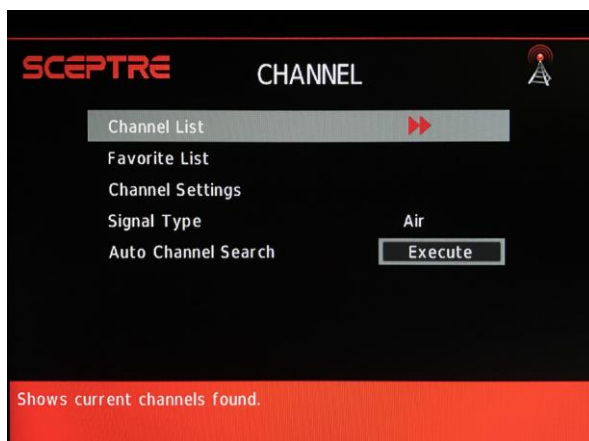 SCEPTRE
CHANNEL
Channel List
Favorite List
Channel Settings
Signal Type Air
Auto Channel Search Execute
Shows current channels found.